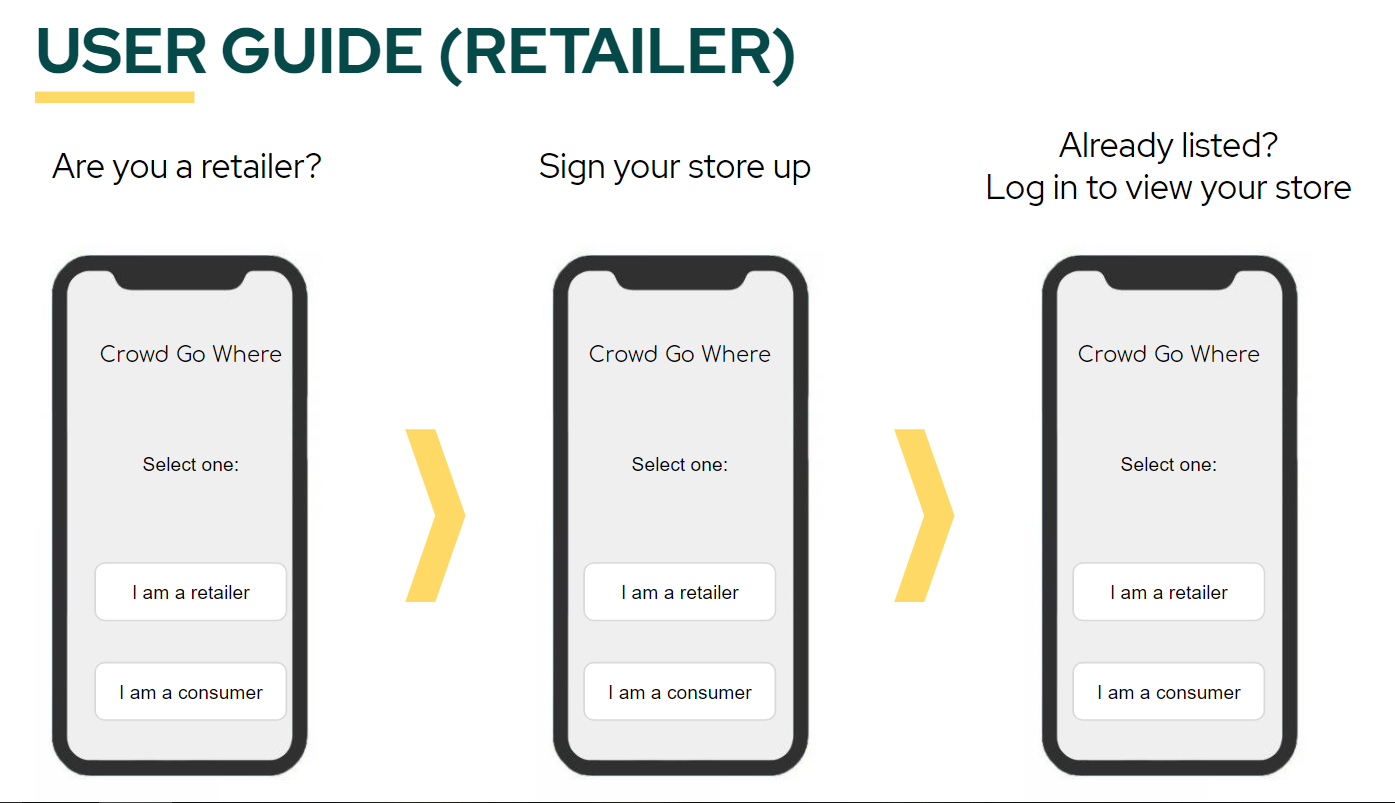 USER GUIDE (RETAILER)
Are you a retailer?
Sign your store up
Already listed?
Log in to view your store
Crowd Go Where
Select one:
I am a retailer
I am a consumer
Crowd Go Where
Select one:
I am a retailer
I am a consumer
Crowd Go Where
Select one:
I am a retailer
I am a consumer